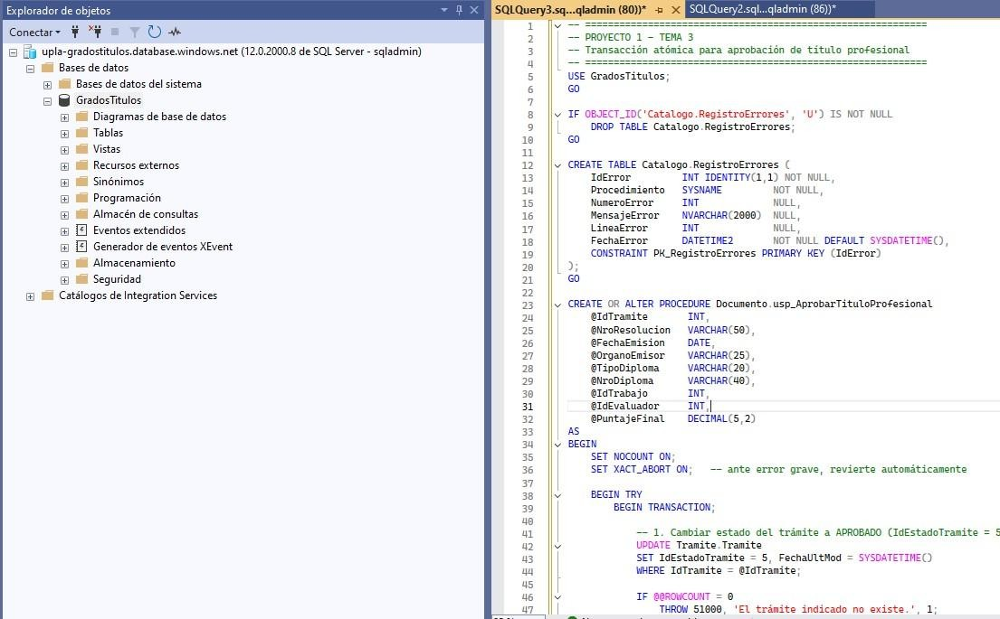 Explorador de objetos
Conectar
upla-gradostitulos.database.windows.net (12.0.2000.8 de SQL Server - sqladmin)
Bases de datos
Bases de datos del sistema
GradosTitulos
Diagramas de base de datos
Tablas
Vistas
Recursos externos
Sinónimos
Programación
Almacén de consultas
Eventos extendidos
Generador de eventos XEvent
Almacenamiento
Seguridad
Catálogos de Integration Services
SQLQuery3.sq...qladmin (80))*
SQLQuery2.sql...qladmin (86))*
1 -- ============================================================
2 -- PROYECTO 1 - TEMA 3
3 -- Transacción atómica para aprobación de título profesional
4 -- ============================================================
5 USE GradosTitulos;
6 GO
7
8 IF OBJECT_ID('Catalogo.RegistroErrores', 'U') IS NOT NULL
9 DROP TABLE Catalogo.RegistroErrores;
10 GO
11
12 CREATE TABLE Catalogo.RegistroErrores (
13 IdError INT IDENTITY(1,1) NOT NULL,
14 Procedimiento SYSNAME NOT NULL,
15 NumeroError INT NULL,
16 MensajeError NVARCHAR(2000) NULL,
17 LineaError INT NULL,
18 FechaError DATETIME2 NOT NULL DEFAULT SYSDATETIME(),
19 CONSTRAINT PK_RegistroErrores PRIMARY KEY (IdError)
20 );
21 GO
22
23 CREATE OR ALTER PROCEDURE Documento.usp_AprobarTituloProfesional
24 @IdTramite INT,
25 @NroResolucion VARCHAR(50),
26 @FechaEmision DATE,
27 @OrganoEmisor VARCHAR(25),
28 @TipoDiploma VARCHAR(20),
29 @NroDiploma VARCHAR(40),
30 @IdTrabajo INT,
31 @IdEvaluador INT,
32 @PuntajeFinal DECIMAL(5,2)
33 AS
34 BEGIN
35 SET NOCOUNT ON;
36 SET XACT_ABORT ON; -- ante error grave, revierte automáticamente
37
38 BEGIN TRY
39 BEGIN TRANSACTION;
40
41 -- 1. Cambiar estado del trámite a APROBADO (IdEstadoTramite = 5
42 UPDATE Tramite.Tramite
43 SET IdEstadoTramite = 5, FechaUltMod = SYSDATETIME()
44 WHERE IdTramite = @IdTramite;
45
46 IF @@ROWCOUNT = 0
47 THROW 51000, 'El trámite indicado no existe.', 1;